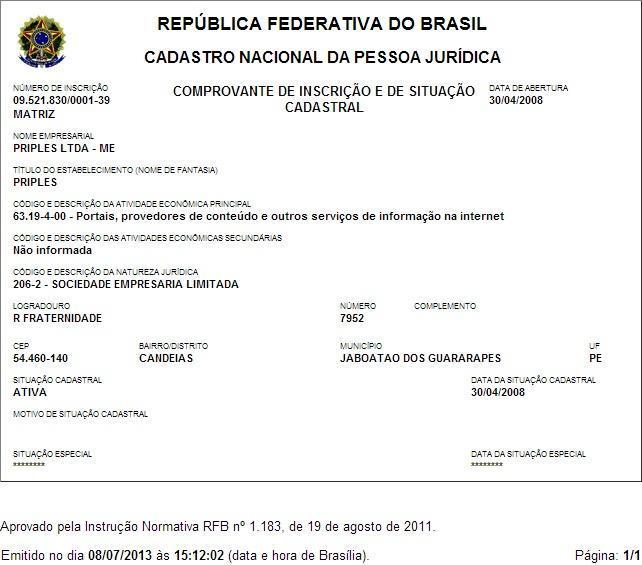 REPÚBLICA FEDERATIVA DO BRASIL
CADASTRO NACIONAL DA PESSOA JURÍDICA
NÚMERO DE INSCRIÇÃO
09.521.830/0001-39
MATRIZ
COMPROVANTE DE INSCRIÇÃO E DE SITUAÇÃO
CADASTRAL
DATA DE ABERTURA
30/04/2008
NOME EMPRESARIAL
PRIPLES LTDA - ME
TÍTULO DO ESTABELECIMENTO (NOME DE FANTASIA)
PRIPLES
CÓDIGO E DESCRIÇÃO DA ATIVIDADE ECONÔMICA PRINCIPAL
63.19-4-00 - Portais, provedores de conteúdo e outros serviços de informação na internet
CÓDIGO E DESCRIÇÃO DAS ATIVIDADES ECONÔMICAS SECUNDÁRIAS
Não informada
CÓDIGO E DESCRIÇÃO DA NATUREZA JURÍDICA
206-2 - SOCIEDADE EMPRESARIA LIMITADA
LOGRADOURO NÚMERO COMPLEMENTO
R FRATERNIDADE 7952
CEP BAIRRO/DISTRITO MUNICÍPIO UF
54.460-140 CANDEIAS JABOATAO DOS GUARARAPES PE
SITUAÇÃO CADASTRAL DATA DA SITUAÇÃO CADASTRAL
ATIVA 30/04/2008
MOTIVO DE SITUAÇÃO CADASTRAL
SITUAÇÃO ESPECIAL DATA DA SITUAÇÃO ESPECIAL
******** ********
Aprovado pela Instrução Normativa RFB nº 1.183, de 19 de agosto de 2011.
Emitido no dia 08/07/2013 às 15:12:02 (data e hora de Brasília). Página: 1/1